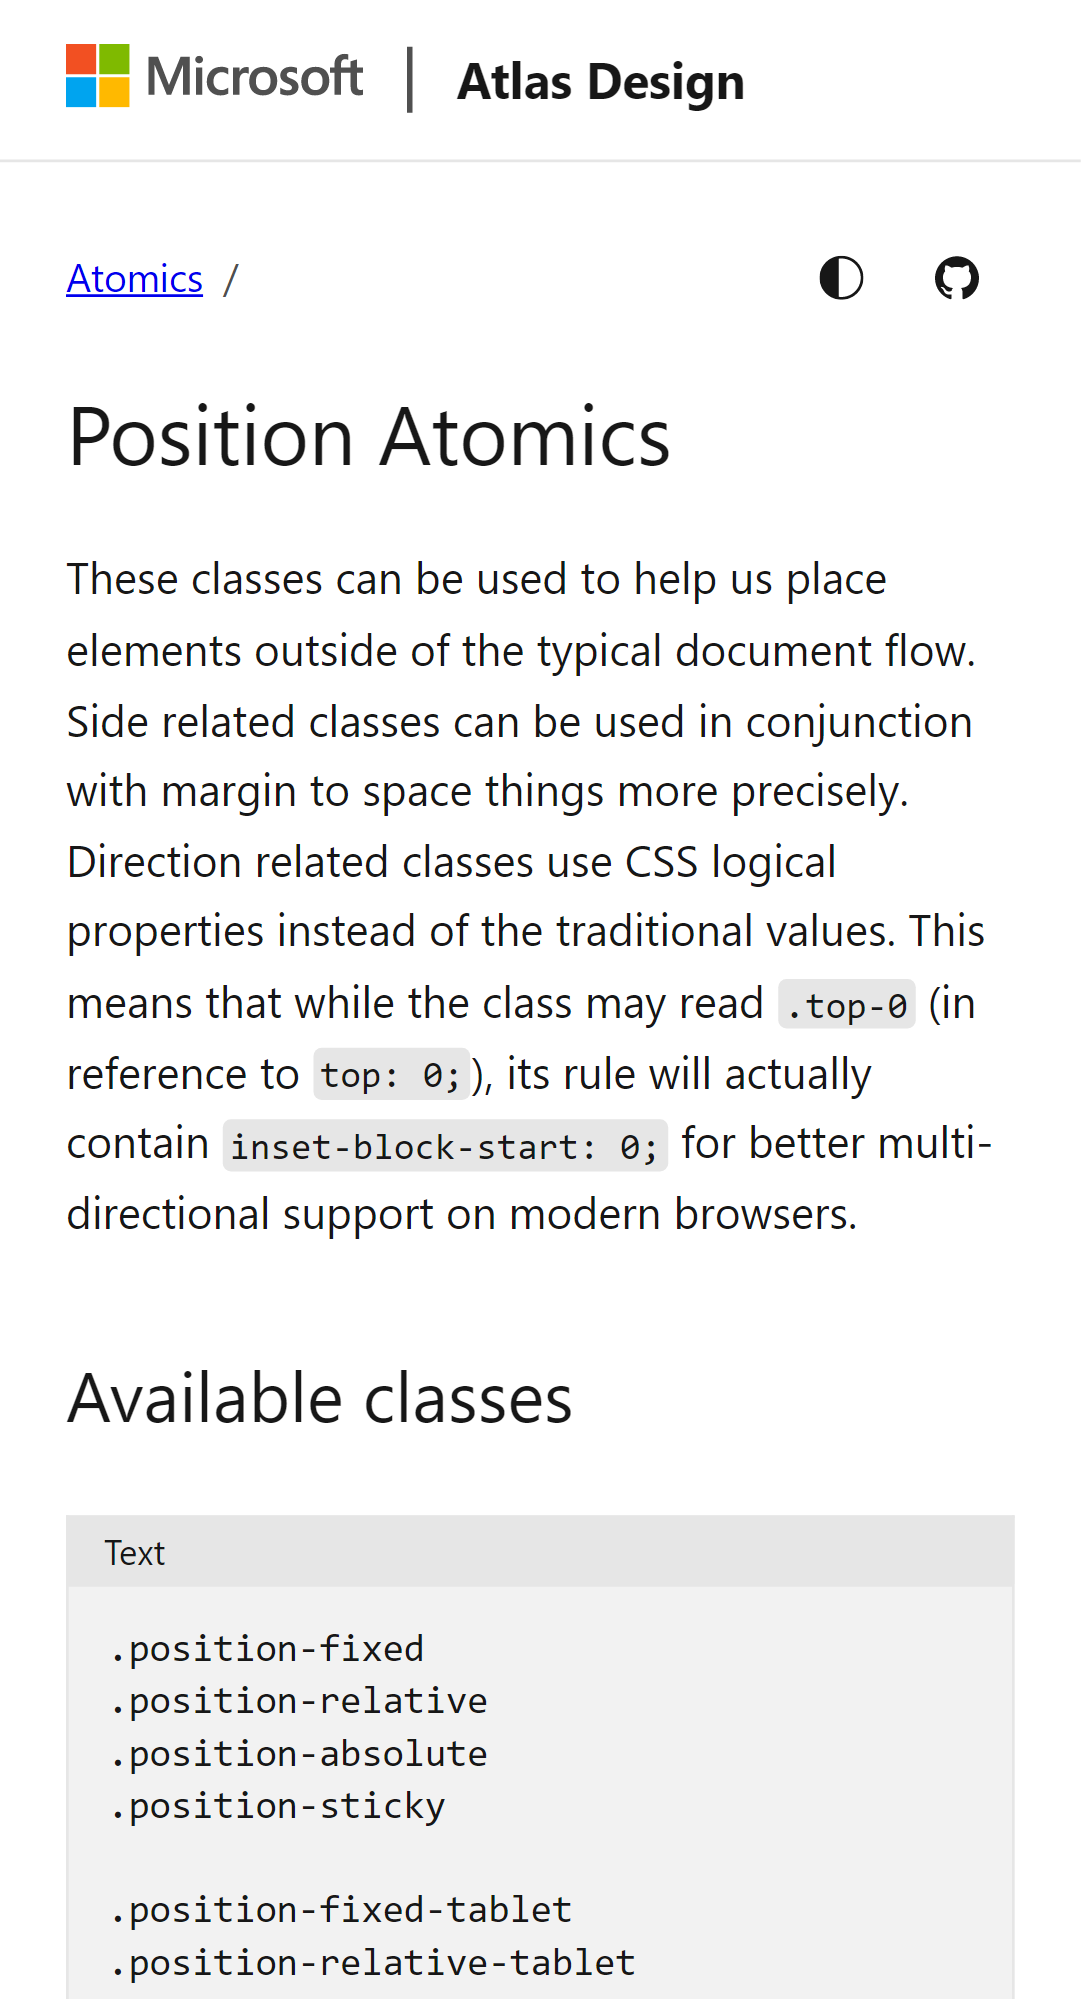 Microsoft | Atlas Design
Atomics /
Position Atomics
These classes can be used to help us place
elements outside of the typical document flow.
Side related classes can be used in conjunction
with margin to space things more precisely.
Direction related classes use CSS logical
properties instead of the traditional values. This
means that while the class may read .top-0 (in
reference to top: 0;), its rule will actually
contain inset-block-start: 0; for better multi-
directional support on modern browsers.
Available classes
Text
.position-fixed
.position-relative
.position-absolute
.position-sticky
.position-fixed-tablet
.position-relative-tablet